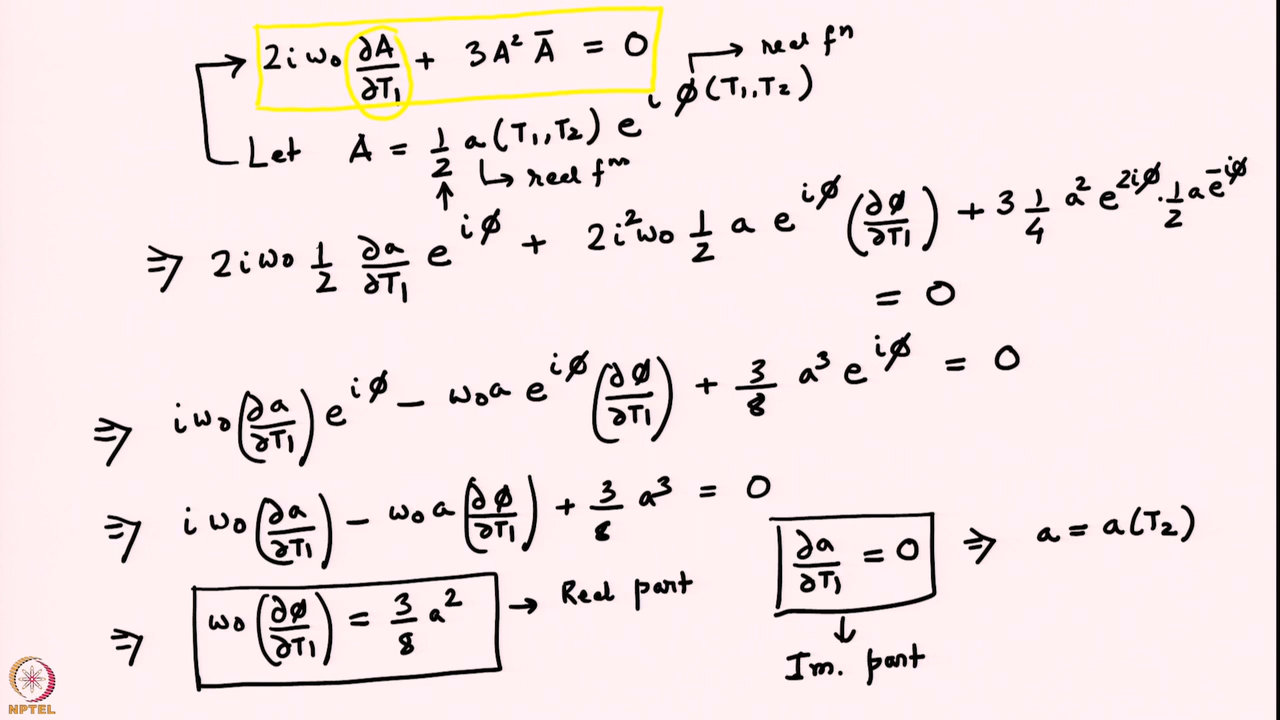 2iω₀ ∂A/∂T₁ + 3A² Ā = 0 → real fⁿ
Let A = 1/2 a(T₁,T₂) e^{i ϕ(T₁,T₂)}
↳ real fⁿ
⇒ 2iω₀ 1/2 ∂a/∂T₁ e^{iϕ} + 2i²ω₀ 1/2 a e^{iϕ} (∂ϕ/∂T₁) + 3 1/4 a² e^{2iϕ} · 1/2 a e^{-iϕ}
= 0
⇒ iω₀(∂a/∂T₁) e^{iϕ} − ω₀a e^{iϕ} (∂ϕ/∂T₁) + 3/8 a³ e^{iϕ} = 0
⇒ iω₀(∂a/∂T₁) − ω₀a(∂ϕ/∂T₁) + 3/8 a³ = 0
∂a/∂T₁ = 0 ⇒ a = a(T₂)
⇒ ω₀(∂ϕ/∂T₁) = 3/8 a² → Real part
↓
Im. part
NPTEL